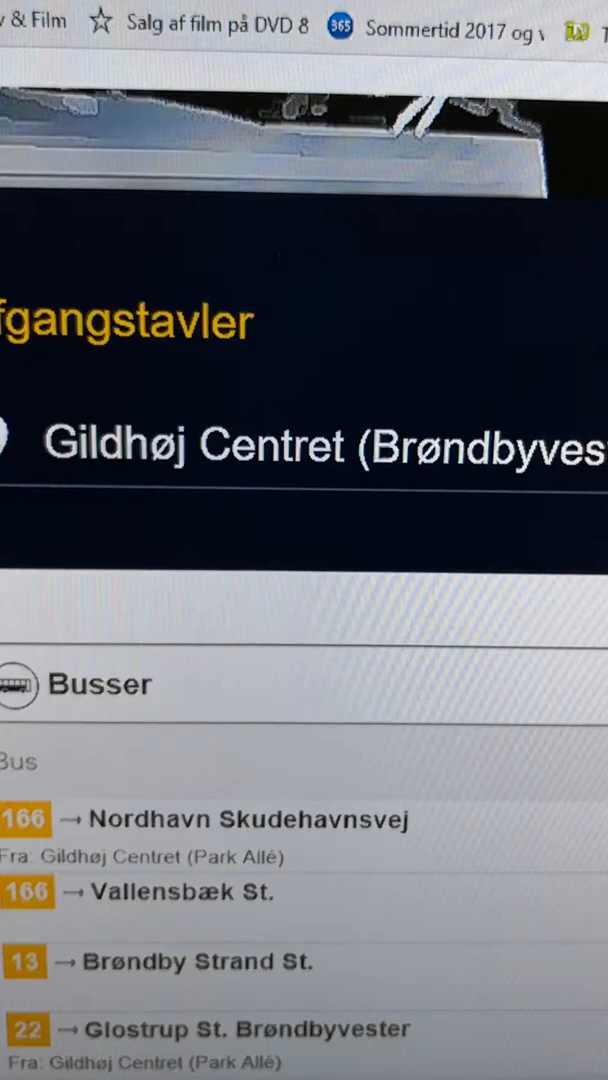 & Film Salg af film på DVD 8 365 Sommertid 2017 og
fgangstavler
Gildhøj Centret (Brøndbyves
Busser
Bus
166 → Nordhavn Skudehavnsvej
Fra: Gildhøj Centret (Park Allé)
166 → Vallensbæk St.
13 → Brøndby Strand St.
22 → Glostrup St. Brøndbyvester
Fra: Gildhøj Centret (Park Allé)